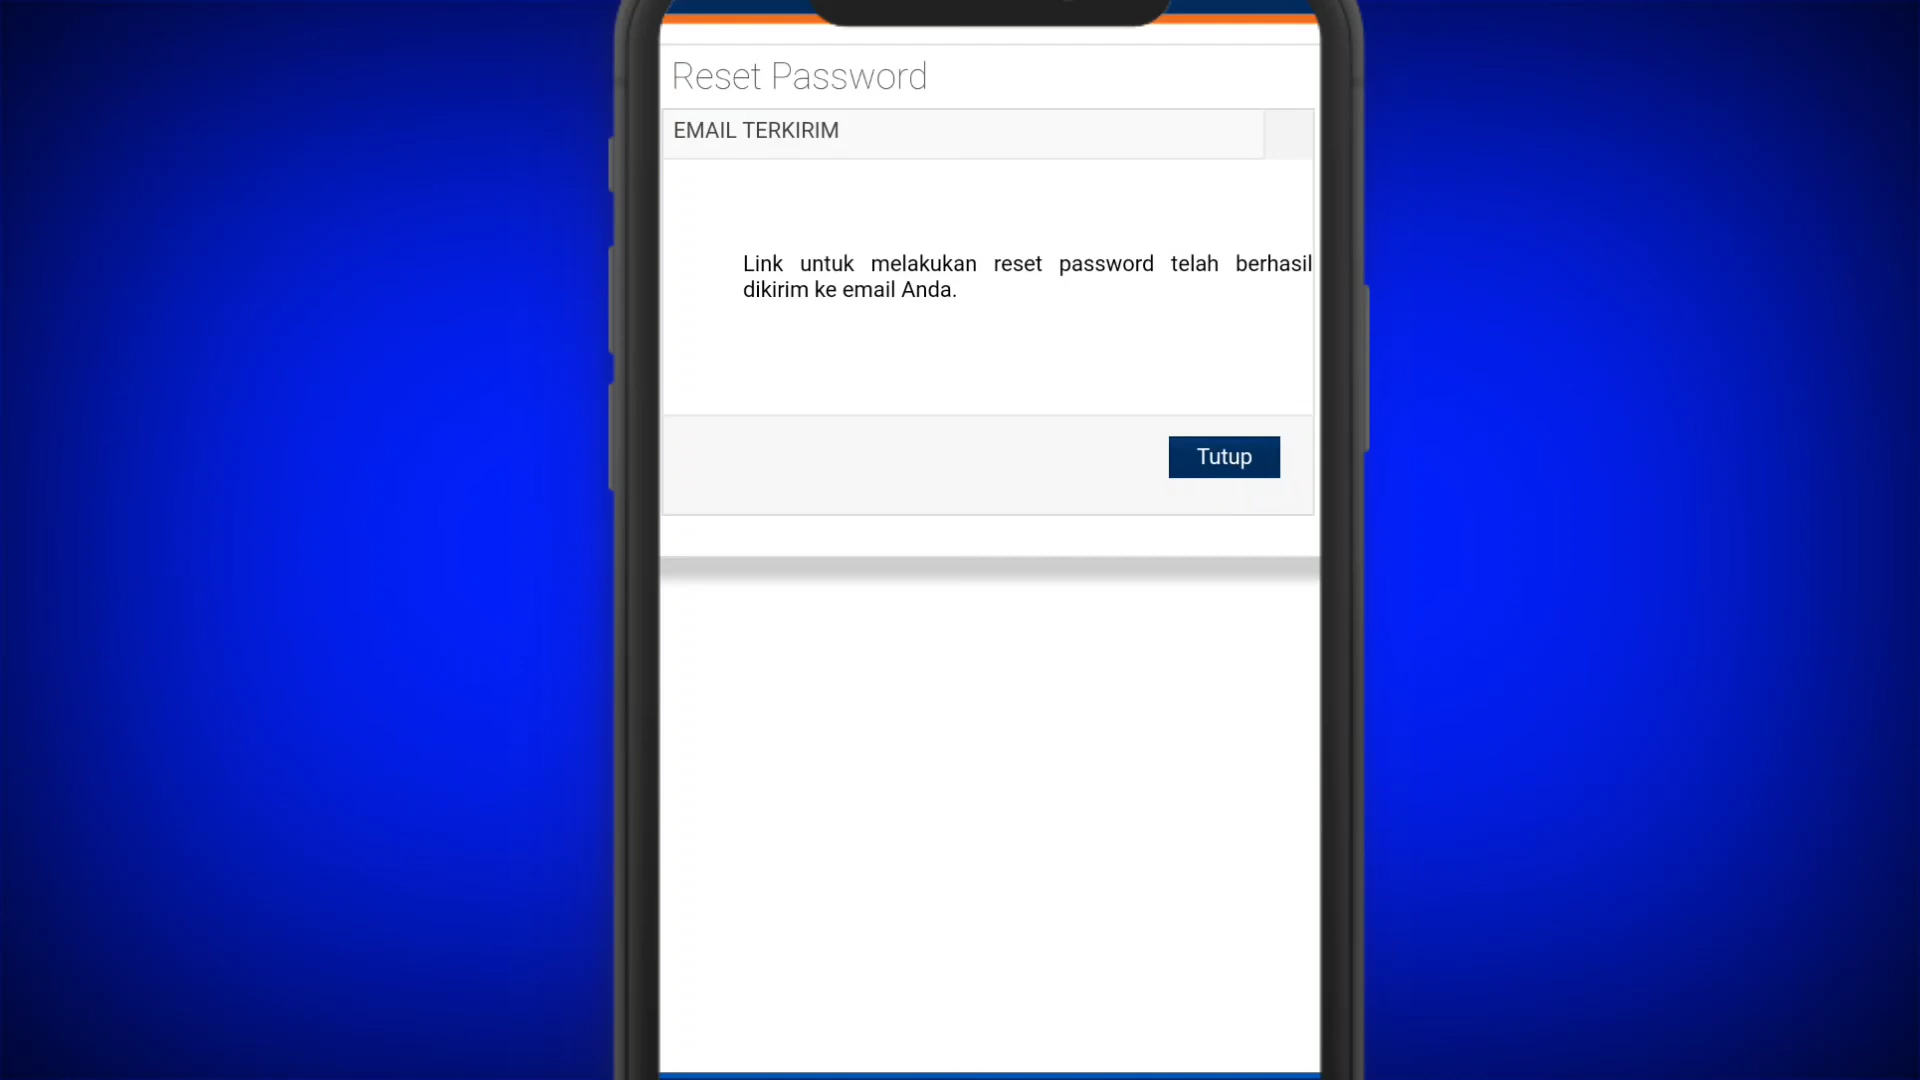 Reset Password
EMAIL TERKIRIM
Link untuk melakukan reset password telah berhasil
dikirim ke email Anda.
Tutup